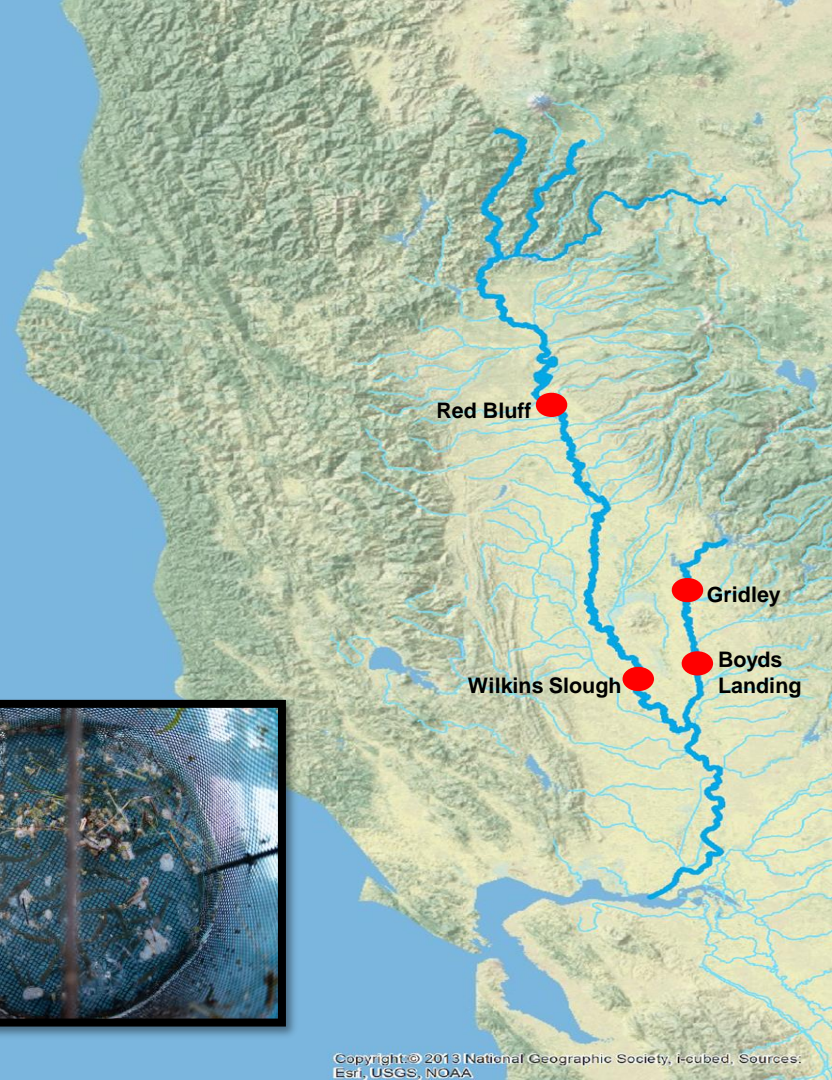 Red Bluff
Gridley
Boyds
Landing
Wilkins Slough
Copyright:© 2013 National Geographic Society, i-cubed, Sources:
Esri, USGS, NOAA